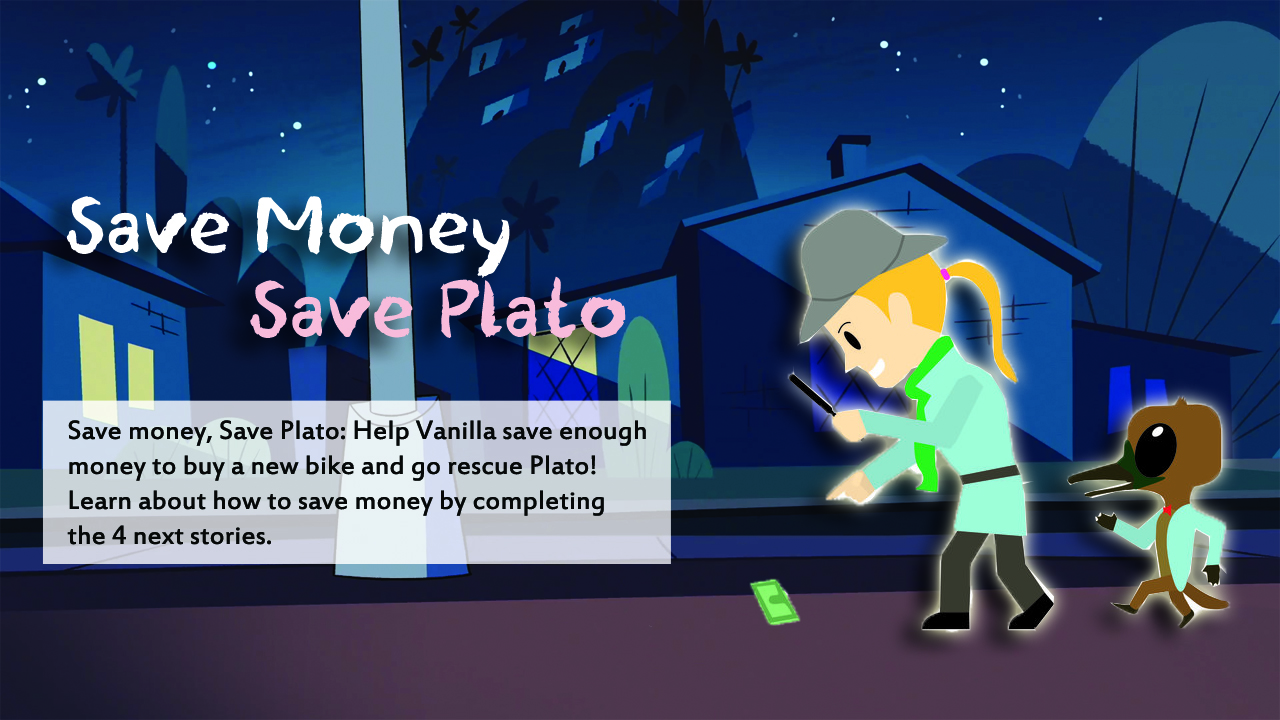 Save Money
Save Plato
Save money, Save Plato: Help Vanilla save enough
money to buy a new bike and go rescue Plato!
Learn about how to save money by completing
the 4 next stories.